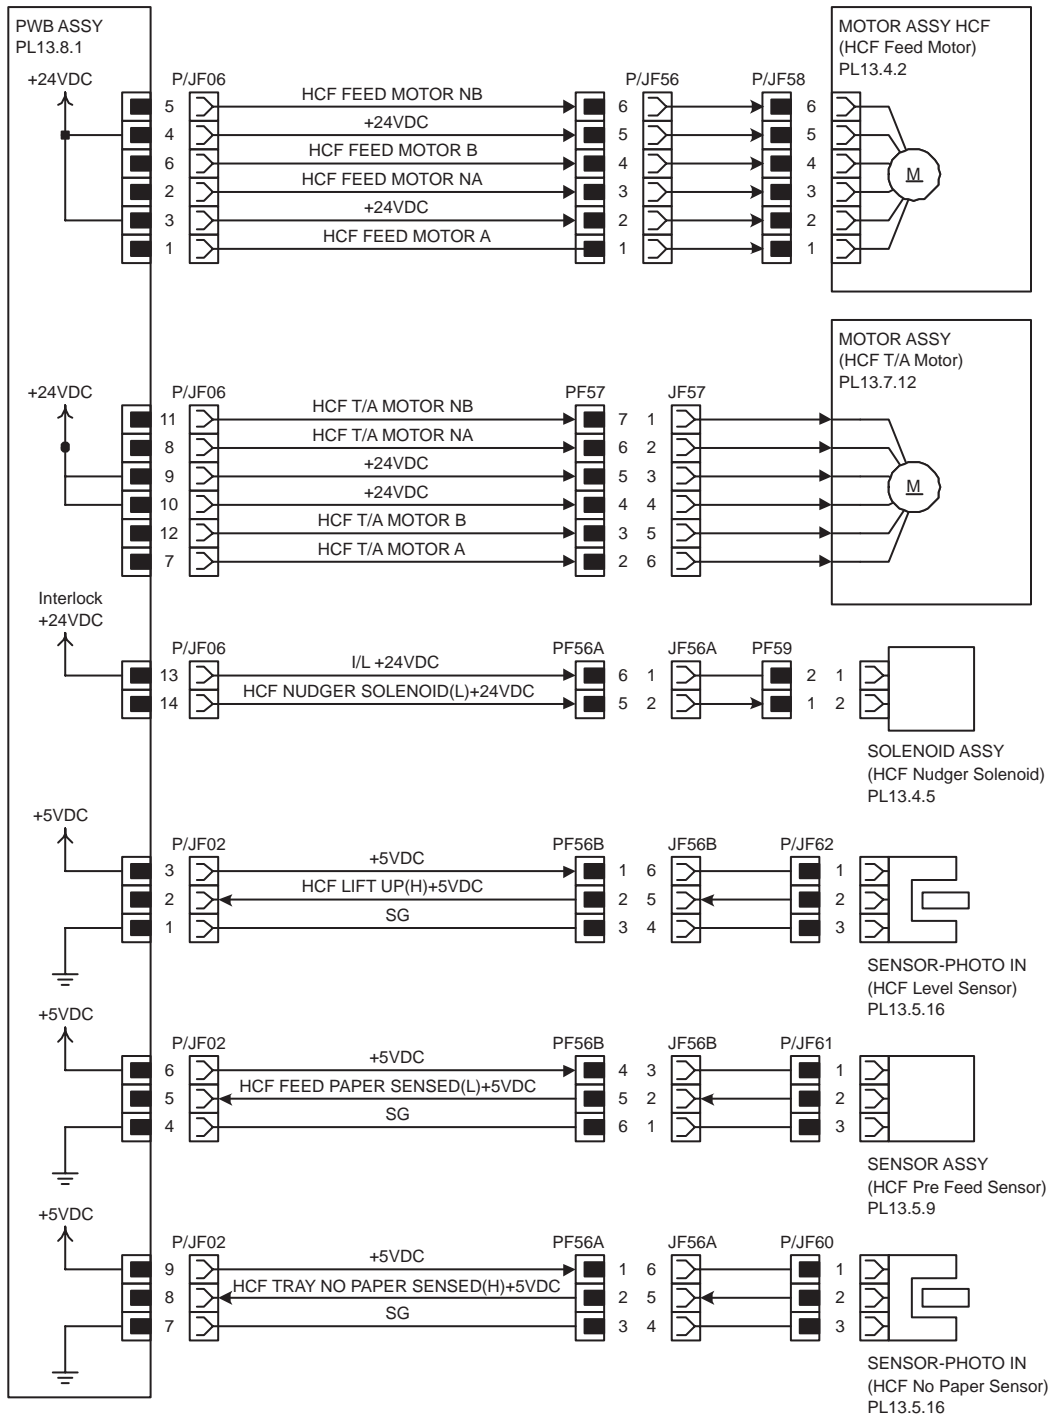 PWB ASSY
PL13.8.1
MOTOR ASSY HCF
(HCF Feed Motor)
PL13.4.2
+24VDC P/JF06 P/JF56 P/JF58
5 HCF FEED MOTOR NB 6 6
4 +24VDC 5 5
6 HCF FEED MOTOR B 4 4
2 HCF FEED MOTOR NA 3 3
3 +24VDC 2 2
1 HCF FEED MOTOR A 1 1
M
MOTOR ASSY
(HCF T/A Motor)
PL13.7.12
+24VDC P/JF06 PF57 JF57
11 HCF T/A MOTOR NB 7 1
8 HCF T/A MOTOR NA 6 2
9 +24VDC 5 3
10 +24VDC 4 4
12 HCF T/A MOTOR B 3 5
7 HCF T/A MOTOR A 2 6
M
Interlock
+24VDC
P/JF06 PF56A JF56A PF59
13 I/L +24VDC 6 1 2 1
14 HCF NUDGER SOLENOID(L)+24VDC 5 2 1 2
SOLENOID ASSY
(HCF Nudger Solenoid)
PL13.4.5
+5VDC
P/JF02 PF56B JF56B P/JF62
3 +5VDC 1 6 1
2 HCF LIFT UP(H)+5VDC 2 5 2
1 SG 3 4 3
SENSOR-PHOTO IN
(HCF Level Sensor)
PL13.5.16
+5VDC
P/JF02 PF56B JF56B P/JF61
6 +5VDC 4 3 1
5 HCF FEED PAPER SENSED(L)+5VDC 5 2 2
4 SG 6 1 3
SENSOR ASSY
(HCF Pre Feed Sensor)
PL13.5.9
+5VDC
P/JF02 PF56A JF56A P/JF60
9 +5VDC 1 6 1
8 HCF TRAY NO PAPER SENSED(H)+5VDC 2 5 2
7 SG 3 4 3
SENSOR-PHOTO IN
(HCF No Paper Sensor)
PL13.5.16